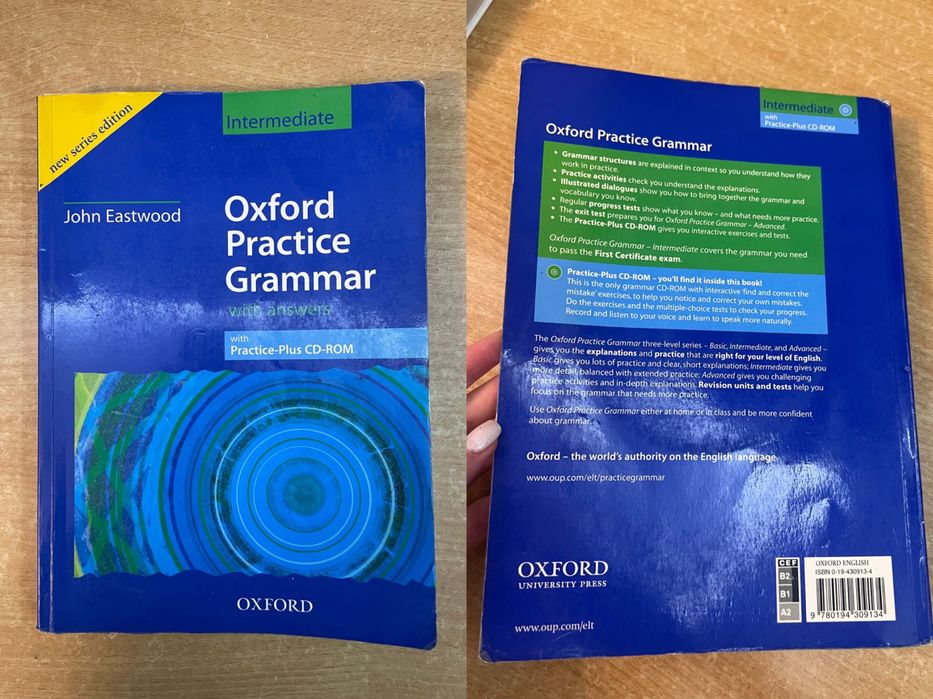 new series edition
Intermediate
John Eastwood
Oxford
Practice
Grammar
with answers
with
Practice-Plus CD-ROM
OXFORD
Intermediate
with
Practice-Plus CD-ROM
Oxford Practice Grammar
• Grammar structures are explained in context so you understand how they
work in practice.
• Practice activities check you understand the explanations.
• Illustrated dialogues show you how to bring together the grammar and
vocabulary you know.
• Regular progress tests show what you know – and what needs more practice.
• The exit test prepares you for Oxford Practice Grammar – Advanced.
• The Practice-Plus CD-ROM gives you interactive exercises and tests.
Oxford Practice Grammar – Intermediate covers the grammar you need
to pass the First Certificate exam.
Practice-Plus CD-ROM – you'll find it inside this book!
This is the only grammar CD-ROM with interactive 'find and correct the
mistake' exercises, to help you notice and correct your own mistakes.
Do the exercises and the multiple-choice tests to check your progress.
Record and listen to your voice and learn to speak more naturally.
The Oxford Practice Grammar three-level series – Basic, Intermediate, and Advanced –
gives you the explanations and practice that are right for your level of English.
Basic gives you lots of practice and clear, short explanations; Intermediate gives you
more detail, balanced with extended practice; Advanced gives you challenging
practice activities and in-depth explanations. Revision units and tests help you
focus on the grammar that needs more practice.
Use Oxford Practice Grammar either at home or in class and be more confident
about grammar.
Oxford – the world's authority on the English language
www.oup.com/elt/practicegrammar
OXFORD
UNIVERSITY PRESS
www.oup.com/elt
CEF
B2
B1
A2
OXFORD ENGLISH
ISBN 0-19-430913-4
9 780194 309134